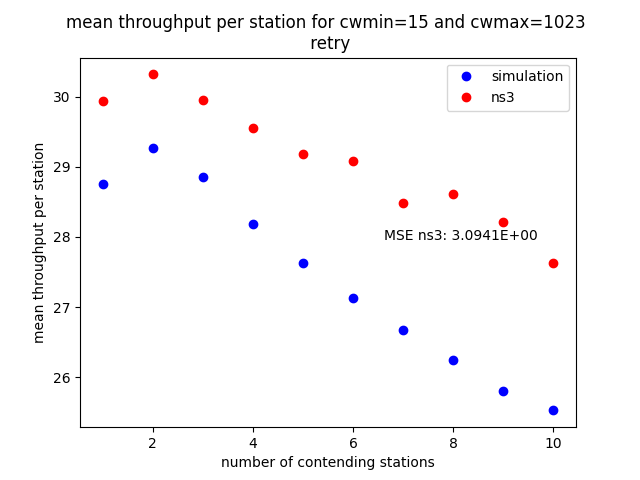 mean throughput per station for cwmin=15 and cwmax=1023
retry
simulation
ns3
mean throughput per station
30
29
28
27
26
MSE ns3: 3.0941E+00
2 4 6 8 10
number of contending stations